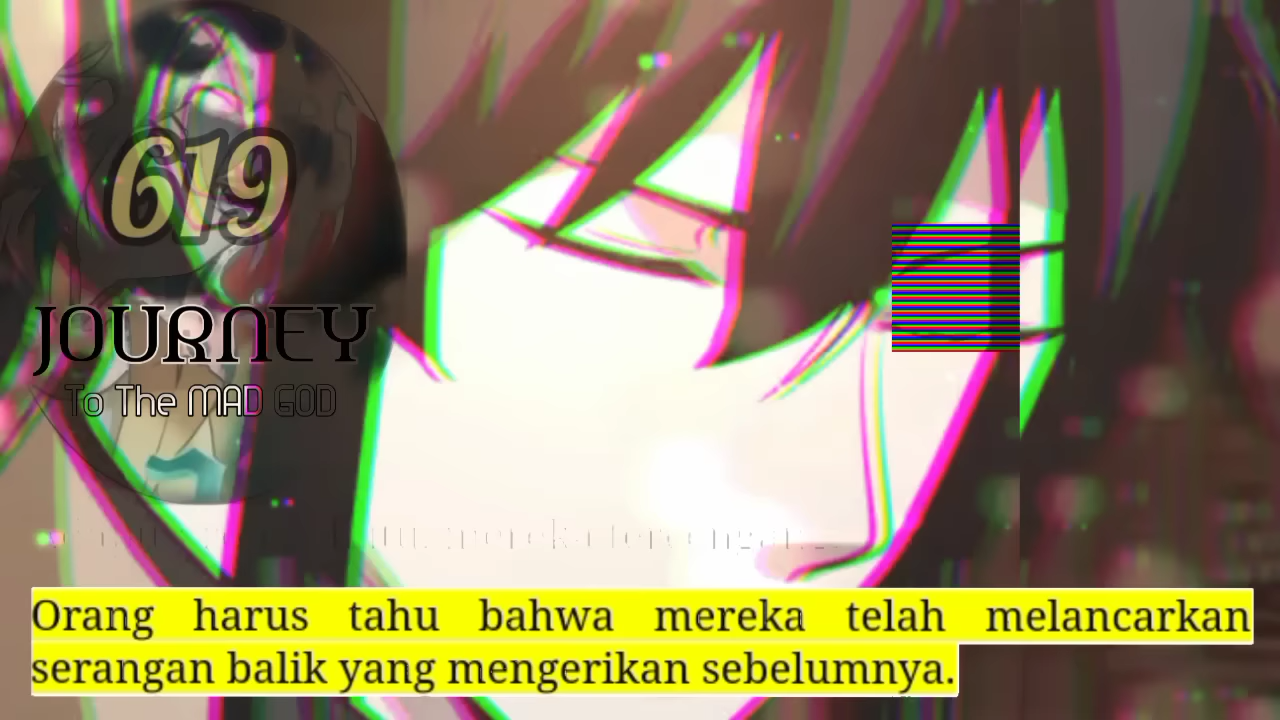 619
JOURNEY
To The MAD GOD
Orang harus tahu bahwa mereka telah melancarkan
serangan balik yang mengerikan sebelumnya.